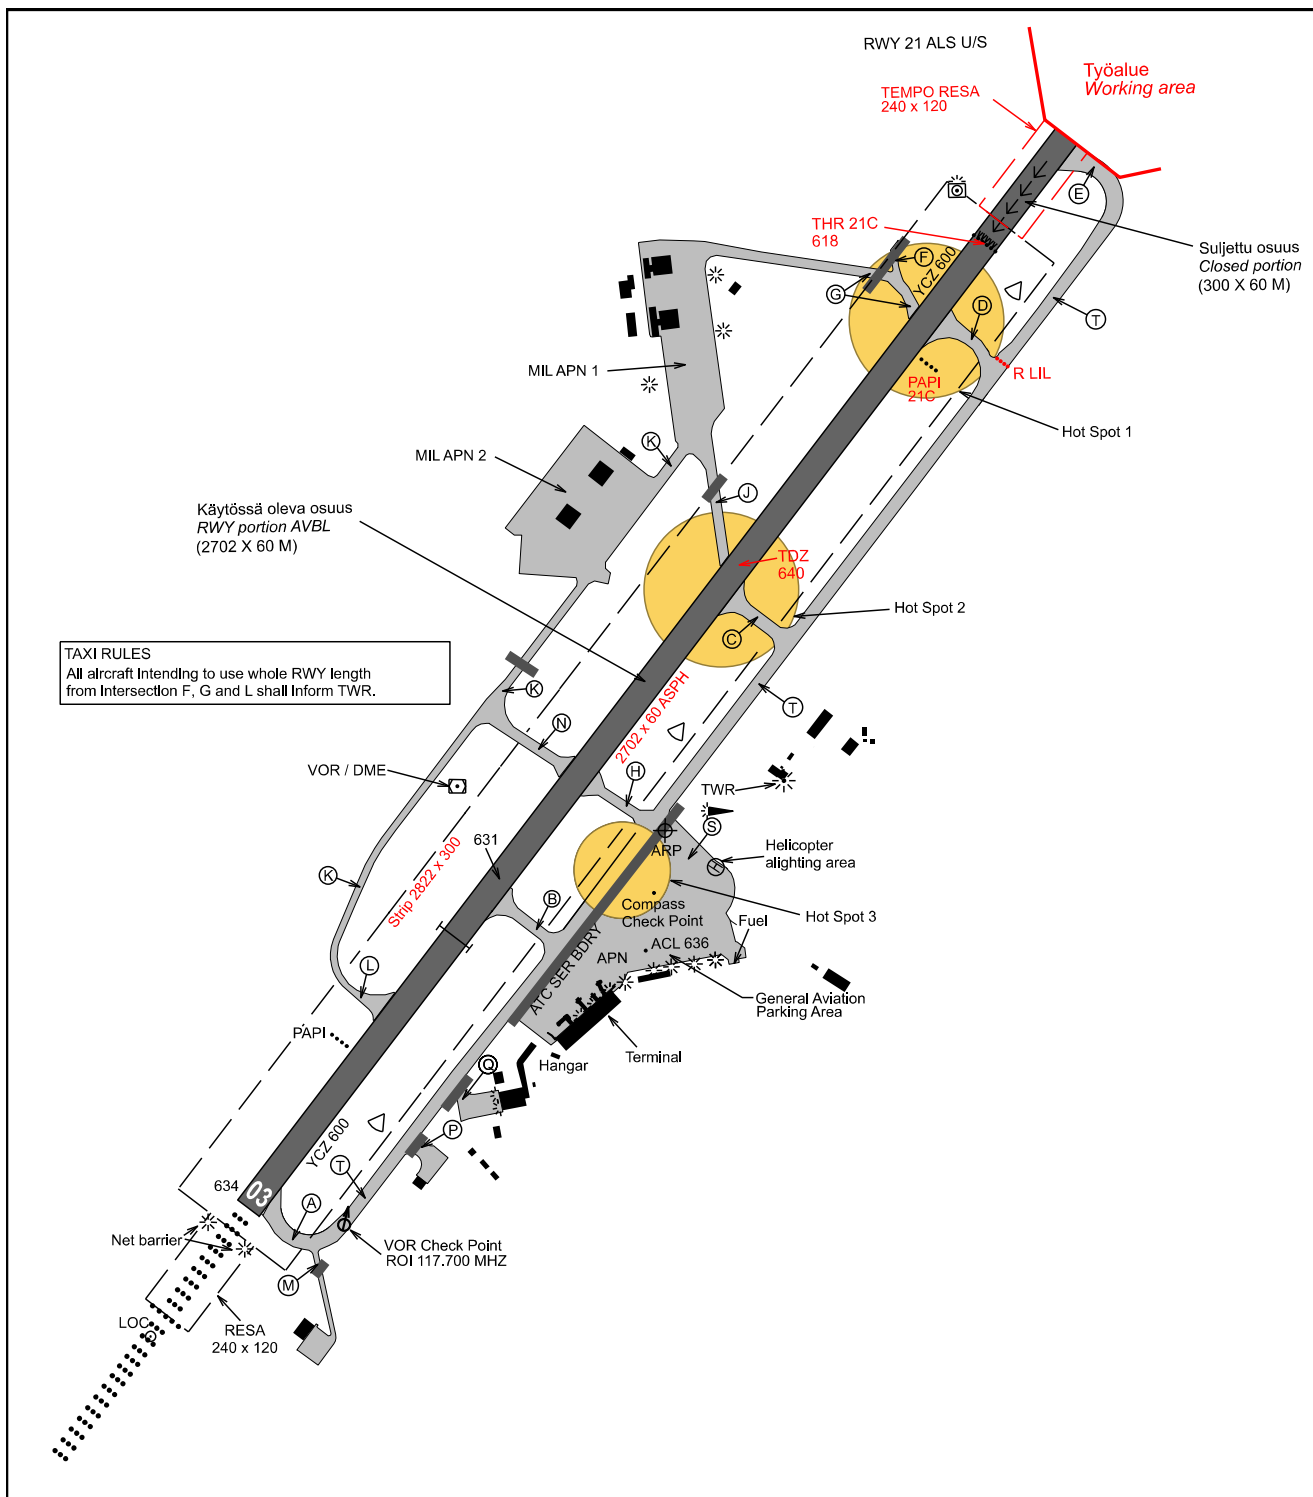 RWY 21 ALS U/S
Työalue
Working area
TEMPO RESA
240 x 120
E
THR 21C
618
F
YCZ 600
G
D
T
Suljettu osuus
Closed portion
(300 X 60 M)
MIL APN 1
PAPI
21C
R LIL
Hot Spot 1
K
MIL APN 2
J
Käytössä oleva osuus
RWY portion AVBL
(2702 X 60 M)
TDZ
640
Hot Spot 2
C
TAXI RULES
All aircraft intending to use whole RWY length
from Intersection F, G and L shall inform TWR.
K
N
2702 x 60 ASPH
T
VOR / DME
H
TWR
S
631
ARP
Helicopter
alighting area
H
Strip 2822 x 300
K
B
Compass
Check Point
Hot Spot 3
Fuel
ACL 636
APN
ATC SER BDRY
L
General Aviation
Parking Area
PAPI
Terminal
Hangar
Q
P
YCZ 600
T
634
03
A
Net barrier
VOR Check Point
ROI 117.700 MHZ
M
LOC
RESA
240 x 120